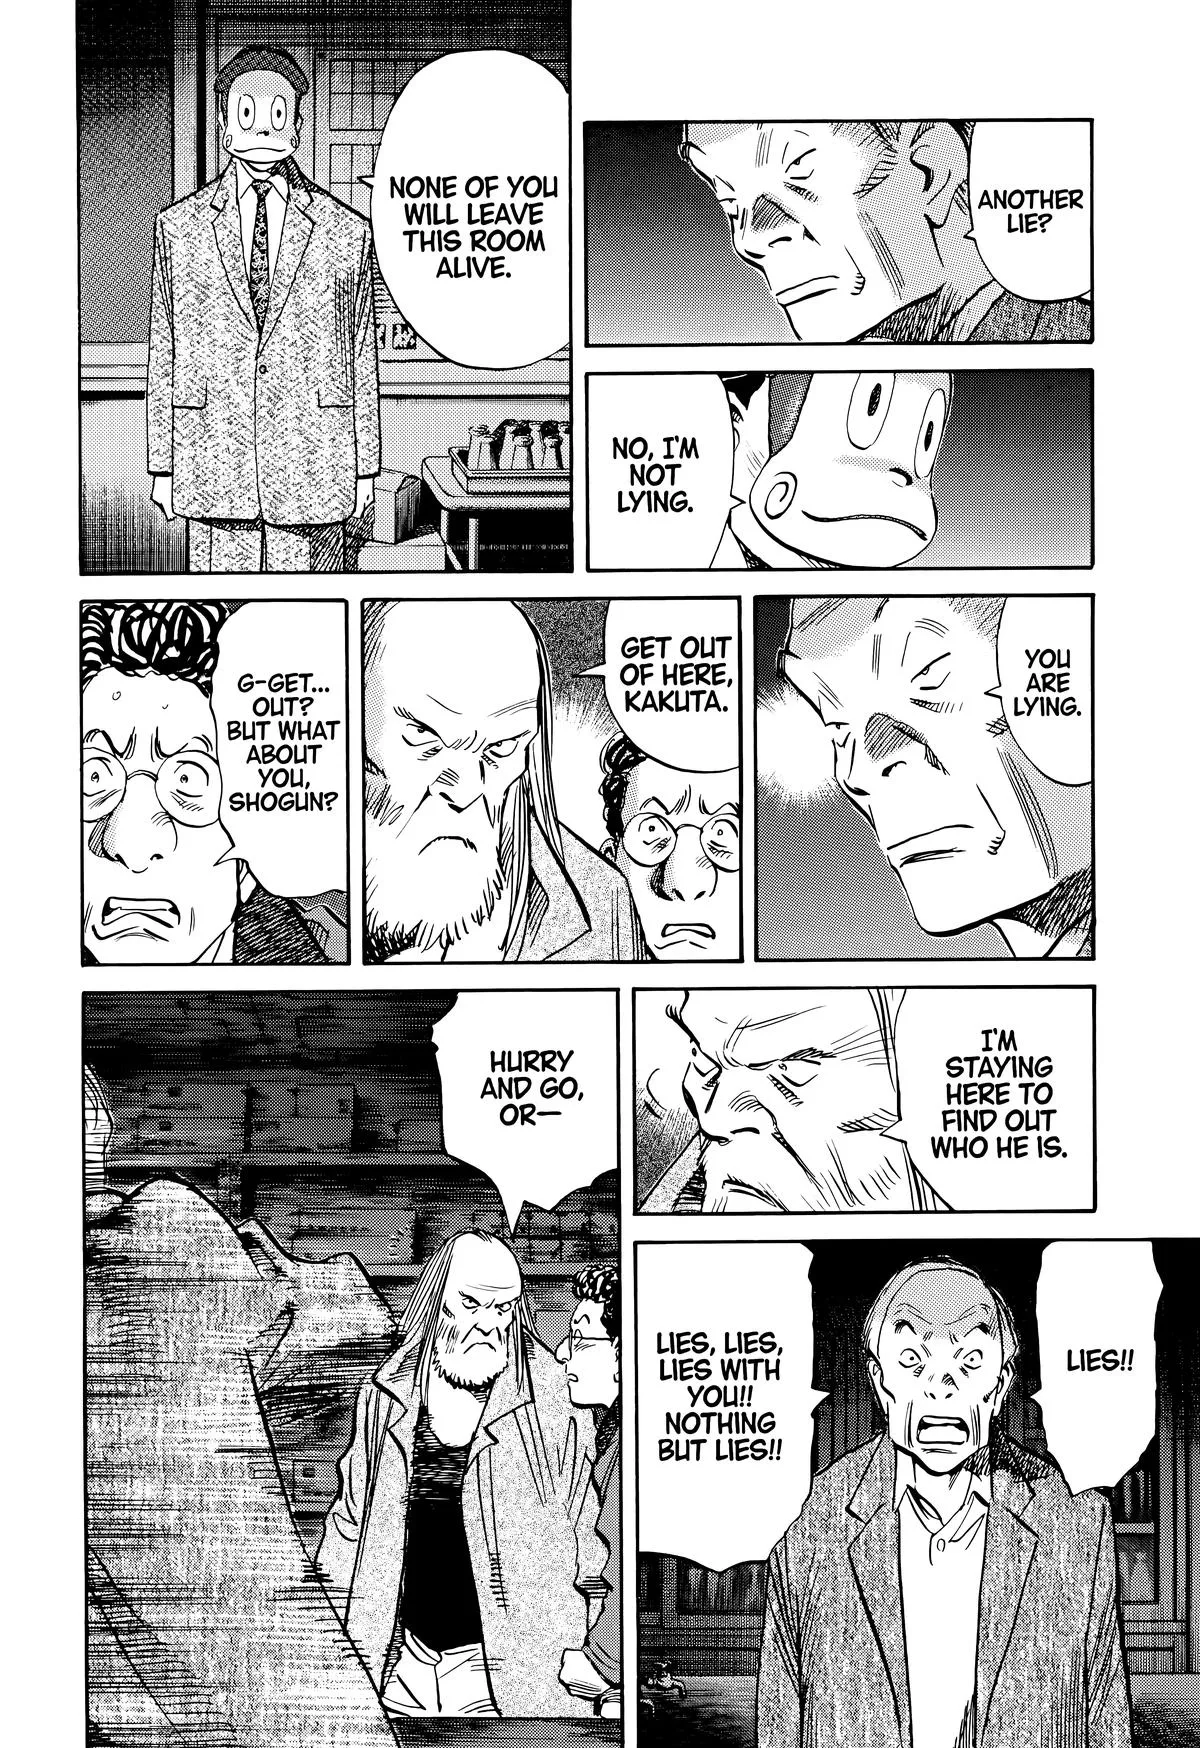 ANOTHER
LIE?
NONE OF YOU
WILL LEAVE
THIS ROOM
ALIVE.
NO, I'M
NOT
LYING.
YOU
ARE
LYING.
GET OUT
OF HERE,
KAKUTA.
G-GET...
OUT?
BUT WHAT
ABOUT
YOU,
SHOGUN?
I'M
STAYING
HERE TO
FIND OUT
WHO HE IS.
HURRY
AND GO,
OR—
LIES!!
LIES, LIES,
LIES WITH
YOU!!
NOTHING
BUT LIES!!